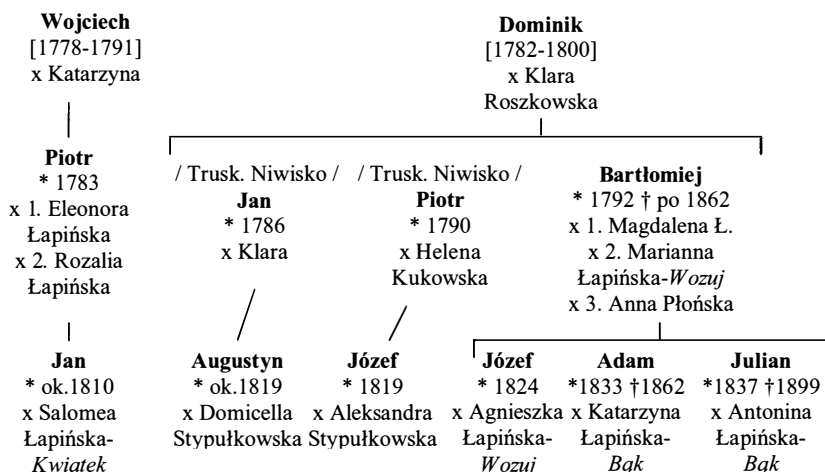 Wojciech
[1778-1791]
x Katarzyna
Dominik
[1782-1800]
x Klara
Roszkowska
Piotr
* 1783
x 1. Eleonora
Łapińska
x 2. Rozalia
Łapińska
/ Trusk. Niwisko /
Jan
* 1786
x Klara
/ Trusk. Niwisko /
Piotr
* 1790
x Helena
Kukowska
Bartłomiej
* 1792 † po 1862
x 1. Magdalena Ł.
x 2. Marianna
Łapińska-Wozuj
x 3. Anna Płońska
Jan
* ok.1810
x Salomea
Łapińska-
Kwiatek
Augustyn
* ok.1819
x Domicella
Stypułkowska
Józef
* 1819
x Aleksandra
Stypułkowska
Józef
* 1824
x Agnieszka
Łapińska-
Wozuj
Adam
*1833 †1862
x Katarzyna
Łapińska-
Bąk
Julian
*1837 †1899
x Antonina
Łapińska-
Bąk